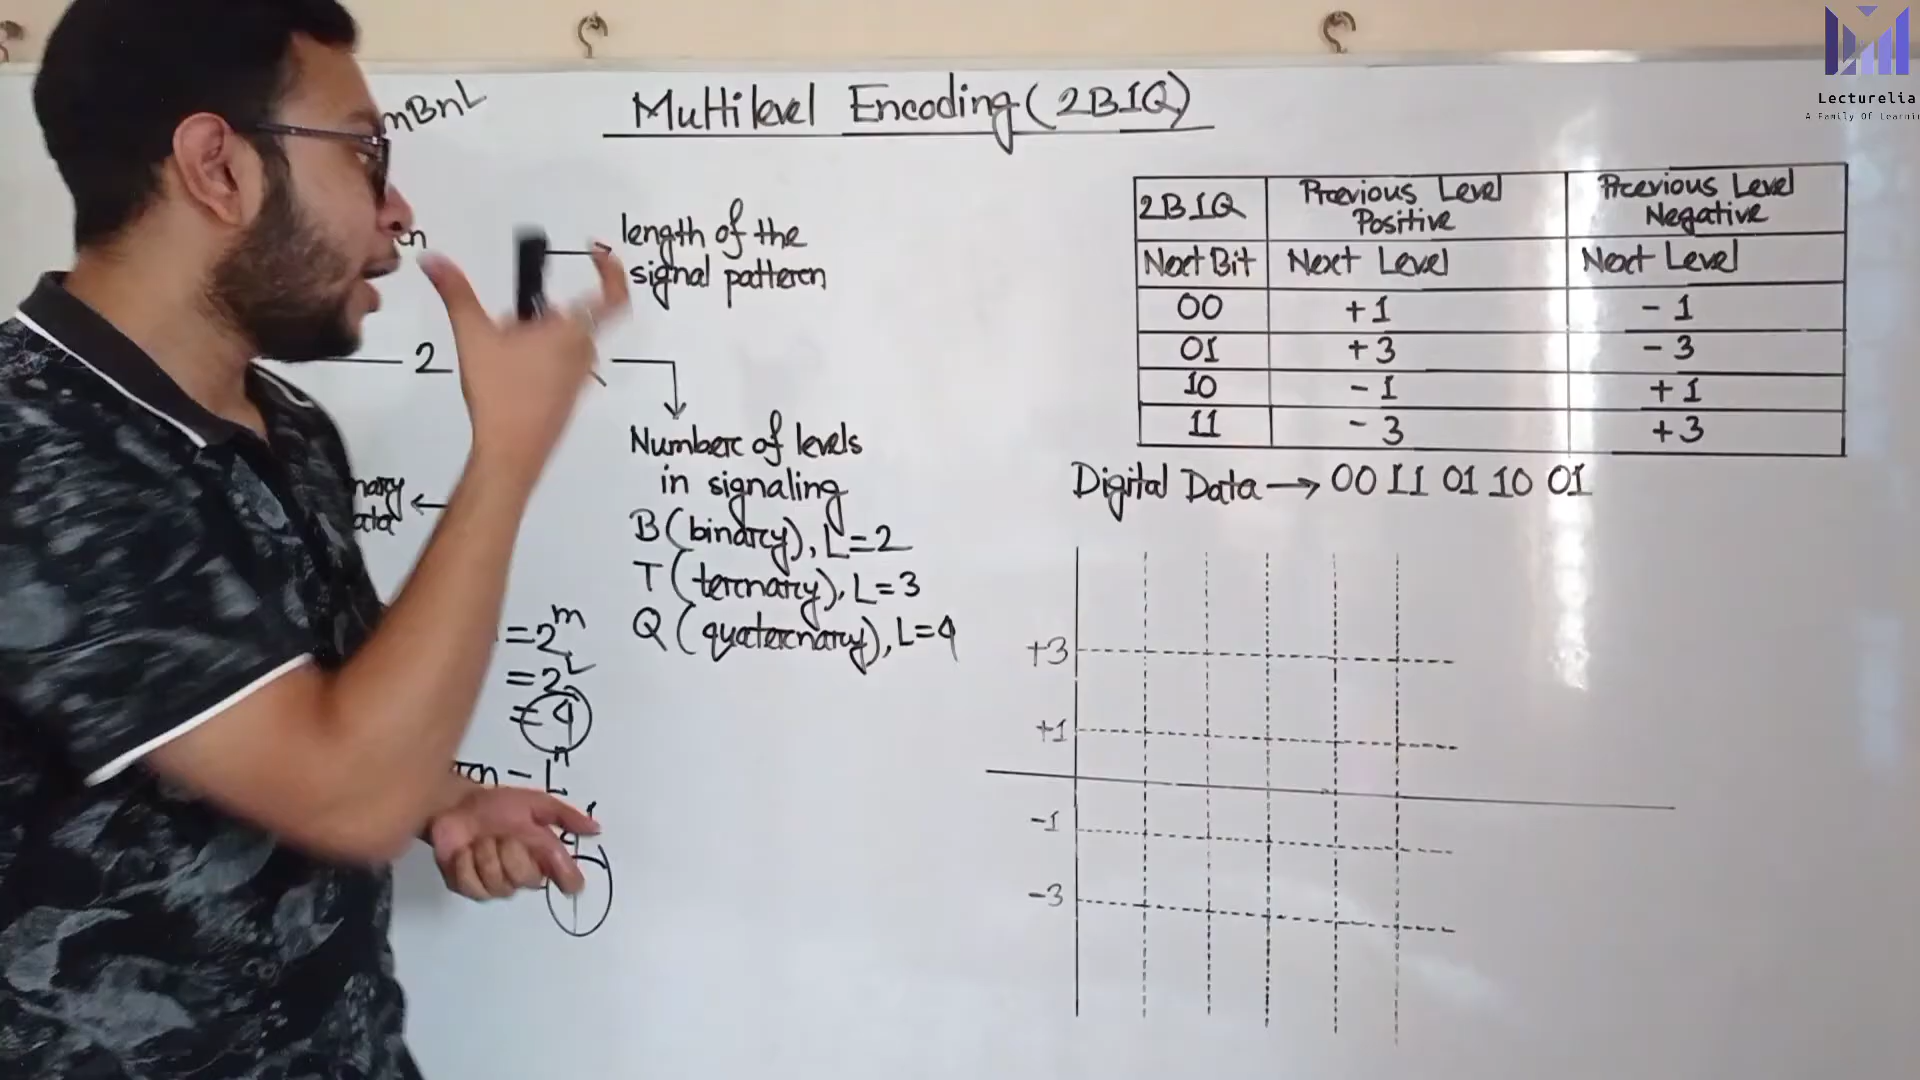 mBnL
Multilevel Encoding (2B1Q)
Lecturelia
length of the
signal pattern
2
Number of levels
in signaling
B (binary), L=2
T (ternary), L=3
Q (quaternary), L=4
=2^m
=2^2
=4
- L^n
2B1Q Previous Level Positive Previous Level Negative
Next Bit Next Level Next Level
00 +1 -1
01 +3 -3
10 -1 +1
11 -3 +3
Digital Data → 00 11 01 10 01
+3
+1
-1
-3